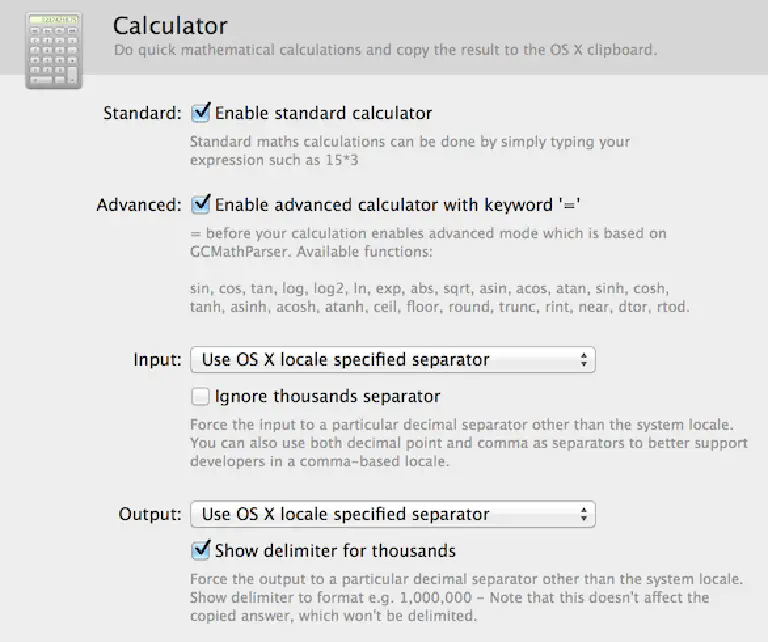 Calculator
Do quick mathematical calculations and copy the result to the OS X clipboard.
Standard: Enable standard calculator
Standard maths calculations can be done by simply typing your
expression such as 15*3
Advanced: Enable advanced calculator with keyword '='
= before your calculation enables advanced mode which is based on
GCMathParser. Available functions:
sin, cos, tan, log, log2, ln, exp, abs, sqrt, asin, acos, atan, sinh, cosh,
tanh, asinh, acosh, atanh, ceil, floor, round, trunc, rint, near, dtor, rtod.
Input: Use OS X locale specified separator
Ignore thousands separator
Force the input to a particular decimal separator other than the system locale.
You can also use both decimal point and comma as separators to better support
developers in a comma-based locale.
Output: Use OS X locale specified separator
Show delimiter for thousands
Force the output to a particular decimal separator other than the system locale.
Show delimiter to format e.g. 1,000,000 – Note that this doesn't affect the
copied answer, which won't be delimited.